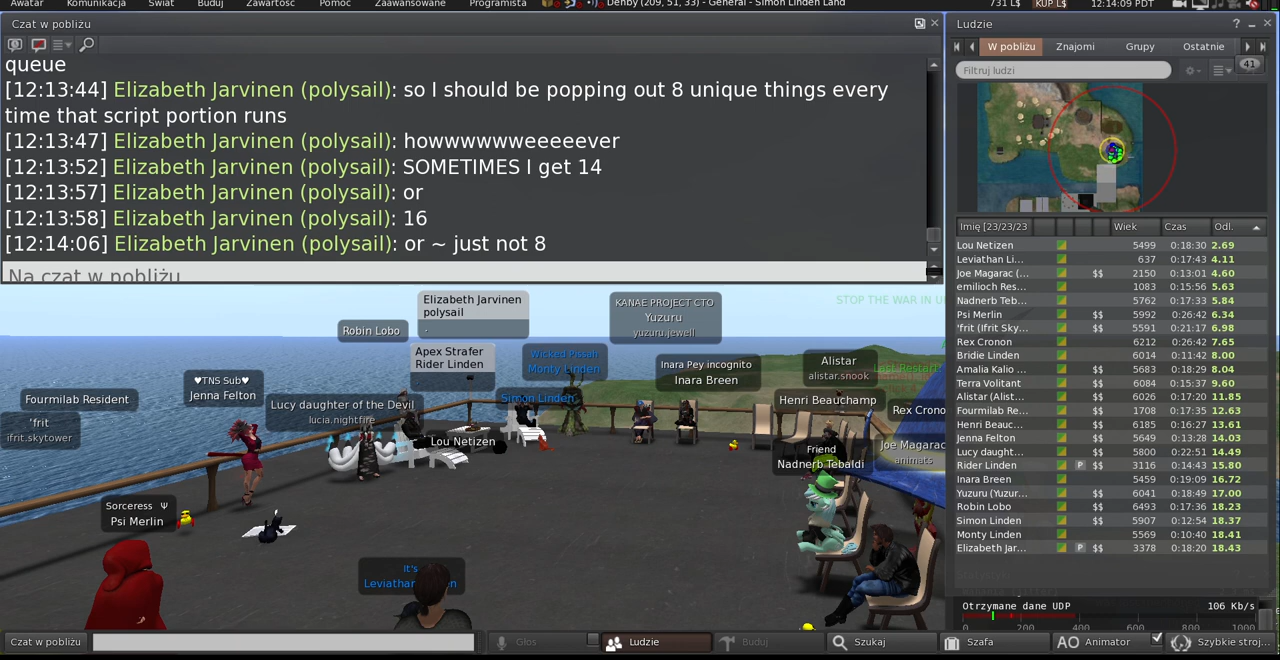 Awatar Komunikacja Świat Buduj Zawartość Pomoc Zaawansowane Programista Denby (209, 51, 33) - General - Simon Linden Land 731 L$ KUP L$ 12:14:09 PDT
Czat w pobliżu
queue
[12:13:44] Elizabeth Jarvinen (polysail): so I should be popping out 8 unique things every
time that script portion runs
[12:13:47] Elizabeth Jarvinen (polysail): howwwwwweeeeever
[12:13:52] Elizabeth Jarvinen (polysail): SOMETIMES I get 14
[12:13:57] Elizabeth Jarvinen (polysail): or
[12:13:58] Elizabeth Jarvinen (polysail): 16
[12:14:06] Elizabeth Jarvinen (polysail): or ~ just not 8
Na czat w pobliżu
Elizabeth Jarvinen
polysail
.
KANAE PROJECT CTO
Yuzuru
yuzuru.jewell
STOP THE WAR IN U
Robin Lobo
Apex Strafer
Rider Linden
Wicked Pissah
Monty Linden
Inara Pey incognito
Inara Breen
Alistar
alistar.snook
Last Restart
♥TNS Sub♥
Jenna Felton
Fourmilab Resident
Simon Linden
Henri Beauchamp
Rex Crono
Lucy daughter of the Devil
lucia.nightfire
'frit
ifrit.skytower
Lou Netizen
Joe Magarac
animats
Friend
Nadnerb Tebaldi
Sorceress Ψ
Psi Merlin
It's
Leviathan
Ludzie
W pobliżu Znajomi Grupy Ostatnie
Filtruj ludzi
41
Imię [23/23/23 Wiek Czas Odl.
Lou Netizen 5499 0:18:30 2.69
Leviathan Li... 637 0:17:43 4.11
Joe Magarac (... $$ 2150 0:13:01 4.60
emilioch Res... 1083 0:15:56 5.63
Nadnerb Teb... 5762 0:17:33 5.84
Psi Merlin $$ 5992 0:26:42 6.34
'frit (Ifrit Sky... $$ 5591 0:21:17 6.98
Rex Cronon 6212 0:26:42 7.65
Bridie Linden 6014 0:11:42 8.00
Amalia Kalio ... $$ 5683 0:18:29 8.04
Terra Volitant 6084 0:15:37 9.60
Alistar (Alist... $$ 6026 0:17:20 11.85
Fourmilab Re... $$ 1708 0:17:35 12.63
Henri Beauc... $$ 6185 0:16:27 13.61
Jenna Felton $$ 5649 0:13:28 14.03
Lucy daught... $$ 5800 0:22:51 14.49
Rider Linden P $$ 3116 0:14:43 15.80
Inara Breen 5459 0:19:09 16.72
Yuzuru (Yuzur... $$ 6041 0:18:49 17.00
Robin Lobo $$ 6493 0:17:36 18.23
Simon Linden $$ 5907 0:12:54 18.37
Monty Linden 5569 0:10:40 18.41
Elizabeth Jar... P $$ 3378 0:18:20 18.43
Otrzymane dane UDP 106 Kb/s
0 200 400 600 800 1000
Czat w pobliżu Głos Ludzie Buduj Szukaj Szafa AO Animator Szybkie stroj...